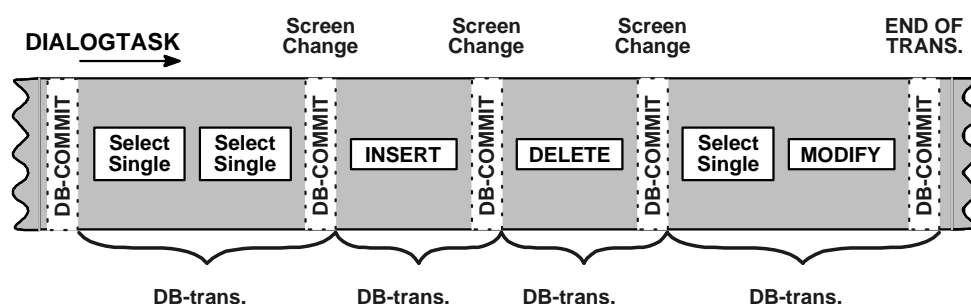 DIALOGTASK
Screen
Change
Screen
Change
Screen
Change
END OF
TRANS.
DB-COMMIT
Select
Single
Select
Single
DB-COMMIT
INSERT
DB-COMMIT
DELETE
DB-COMMIT
Select
Single
MODIFY
DB-COMMIT
DB-trans.
DB-trans.
DB-trans.
DB-trans.